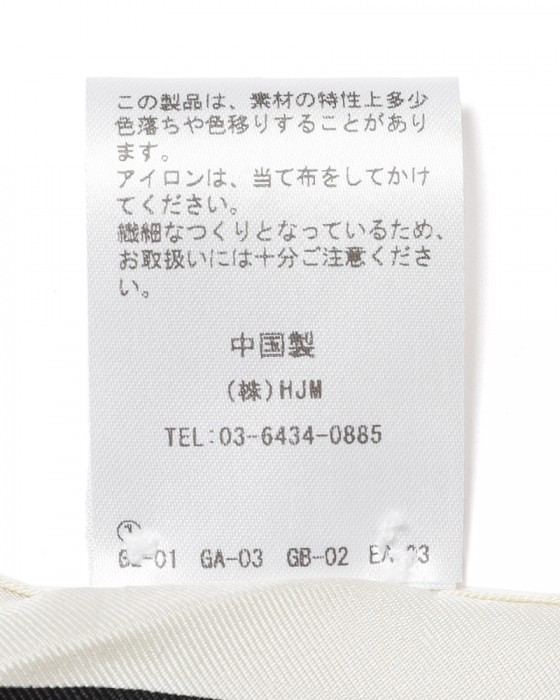 この製品は、素材の特性上多少
色落ちや色移りすることがあり
ます。
アイロンは、当て布をしてかけ
てください。
繊細なつくりとなっているため、
お取扱いには十分ご注意くださ
い。
中国製
(株)HJM
TEL:03-6434-0885
GA-03 GB-02